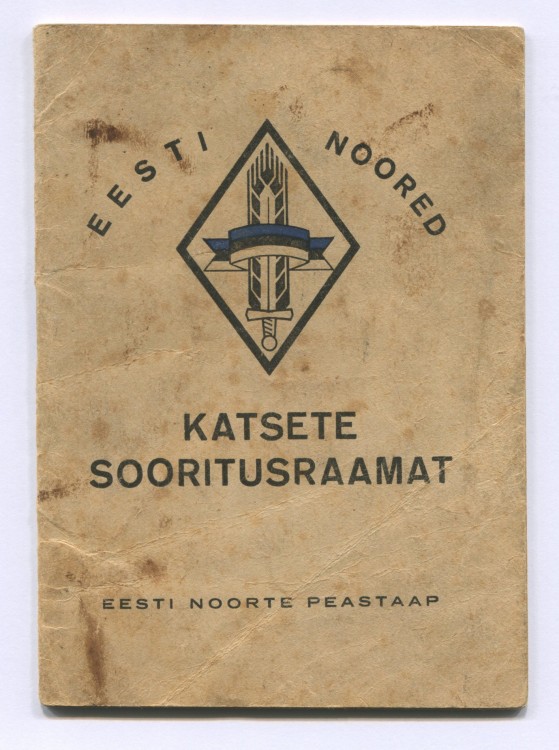 EESTI NOORED
KATSETE
SOORITUSRAAMAT
EESTI NOORTE PEASTAAP